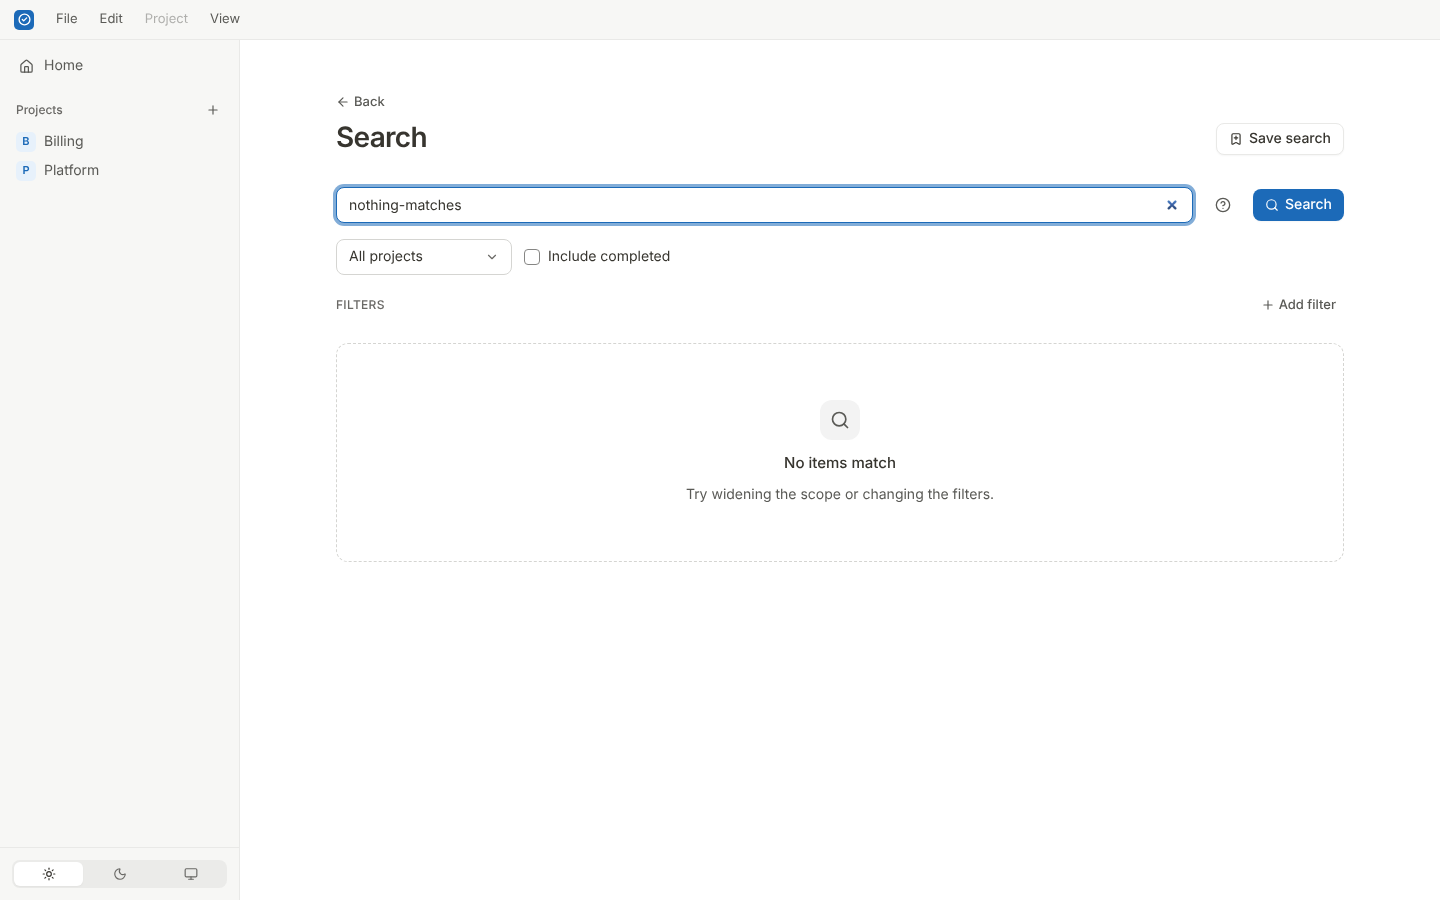 File Edit Project View
Home
Projects
B Billing
P Platform
Back
Search
Save search
nothing-matches
Search
All projects
Include completed
FILTERS
Add filter
No items match
Try widening the scope or changing the filters.